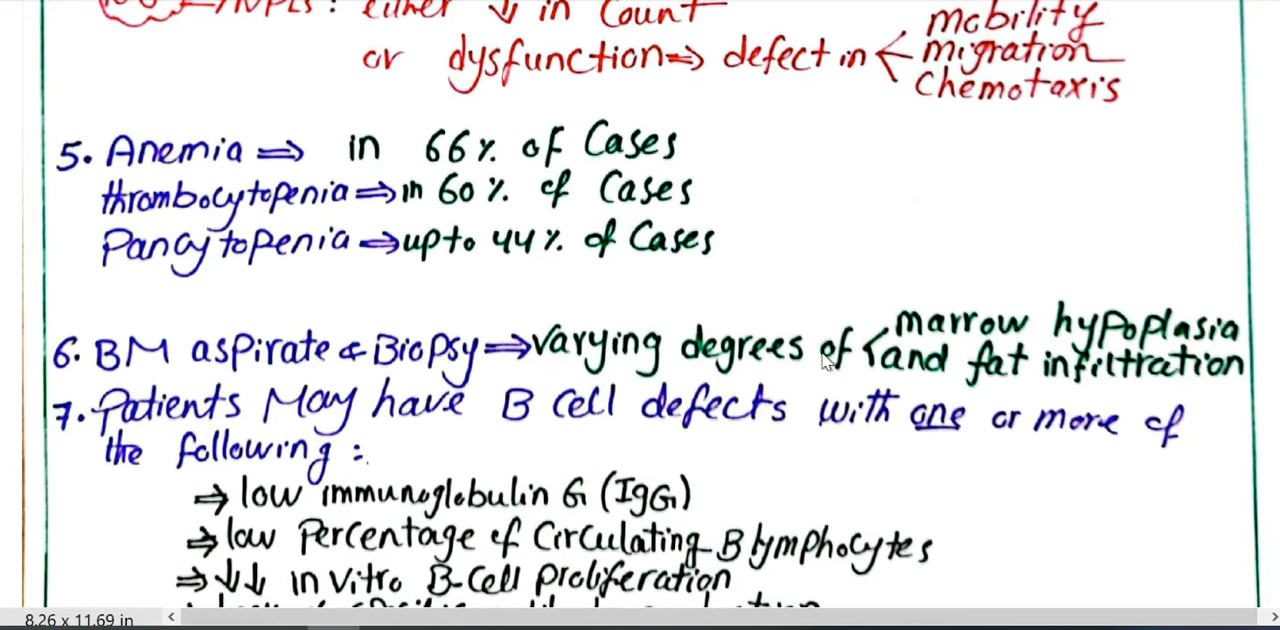 : either ↓↓ in Count
or dysfunction ⇒ defect in < mobility
migration
Chemotaxis
5. Anemia ⇒ in 66% of Cases
thrombocytopenia ⇒ in 60% of Cases
Pancytopenia ⇒ up to 44% of Cases
6. BM aspirate & Biopsy ⇒ varying degrees of < marrow hypoplasia
and fat infiltration
7. Patients May have B Cell defects with one or more of
the following :
⇒ low immunoglobulin G (IgG)
⇒ low Percentage of Circulating B lymphocytes
⇒ ↓↓ in vitro B-Cell proliferation
8.26 x 11.69 in